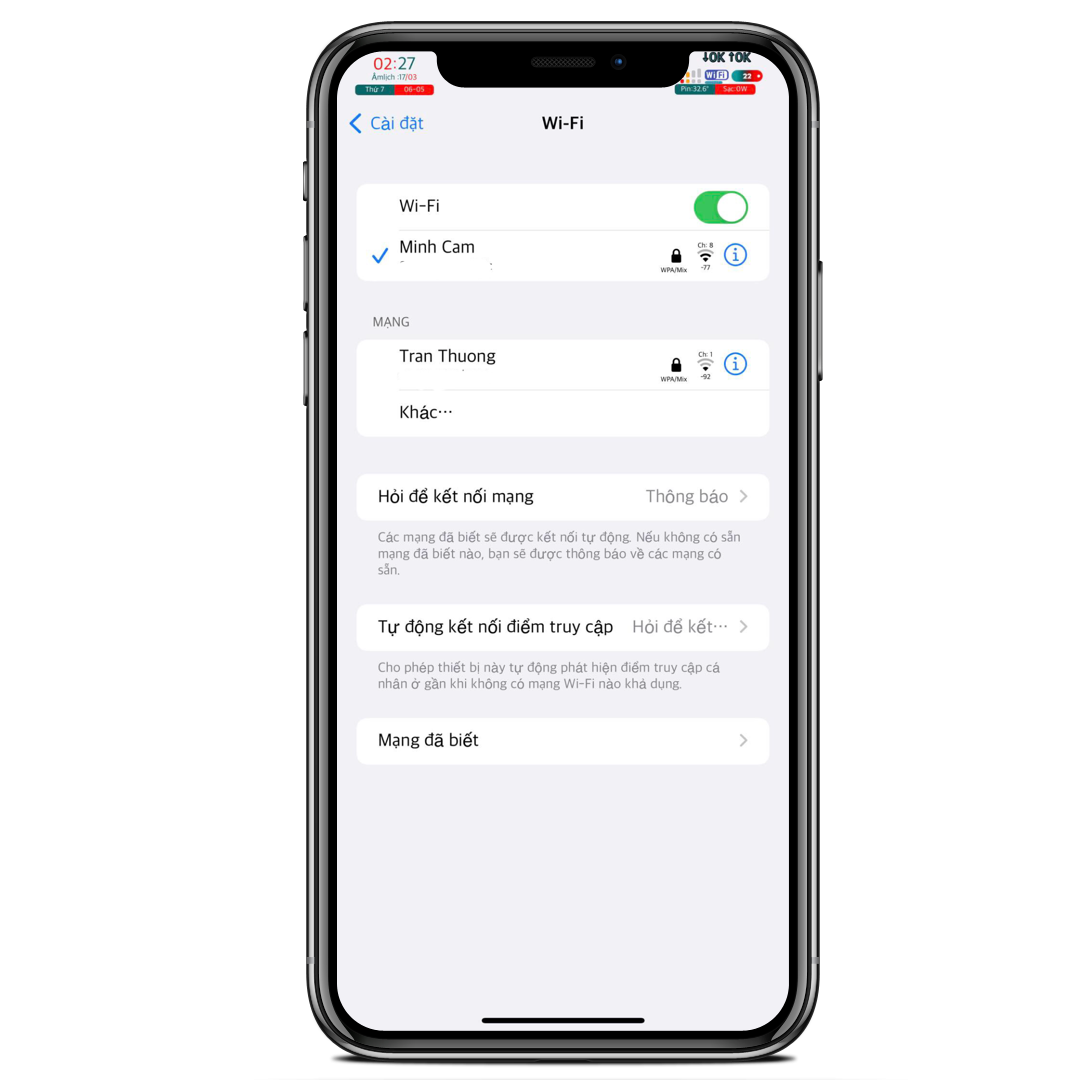 02:27
Âmlịch :17/03
Thứ 7 06-05
↓0K ↑0K
WiFi 22
Pin:32.6° Sạc:0W
Cài đặt
Wi-Fi
Wi-Fi
Minh Cam
WPA/Mix
Ch: 8
-77
MẠNG
Tran Thuong
WPA/Mix
Ch: 1
-92
Khác···
Hỏi để kết nối mạng Thông báo
Các mạng đã biết sẽ được kết nối tự động. Nếu không có sẵn
mạng đã biết nào, bạn sẽ được thông báo về các mạng có
sẵn.
Tự động kết nối điểm truy cập Hỏi để kết···
Cho phép thiết bị này tự động phát hiện điểm truy cập cá
nhân ở gần khi không có mạng Wi-Fi nào khả dụng.
Mạng đã biết